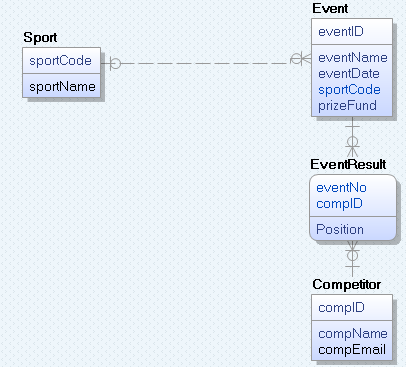 Sport
sportCode
sportName
Event
eventID
eventName
eventDate
sportCode
prizeFund
EventResult
eventNo
compID
Position
Competitor
compID
compName
compEmail